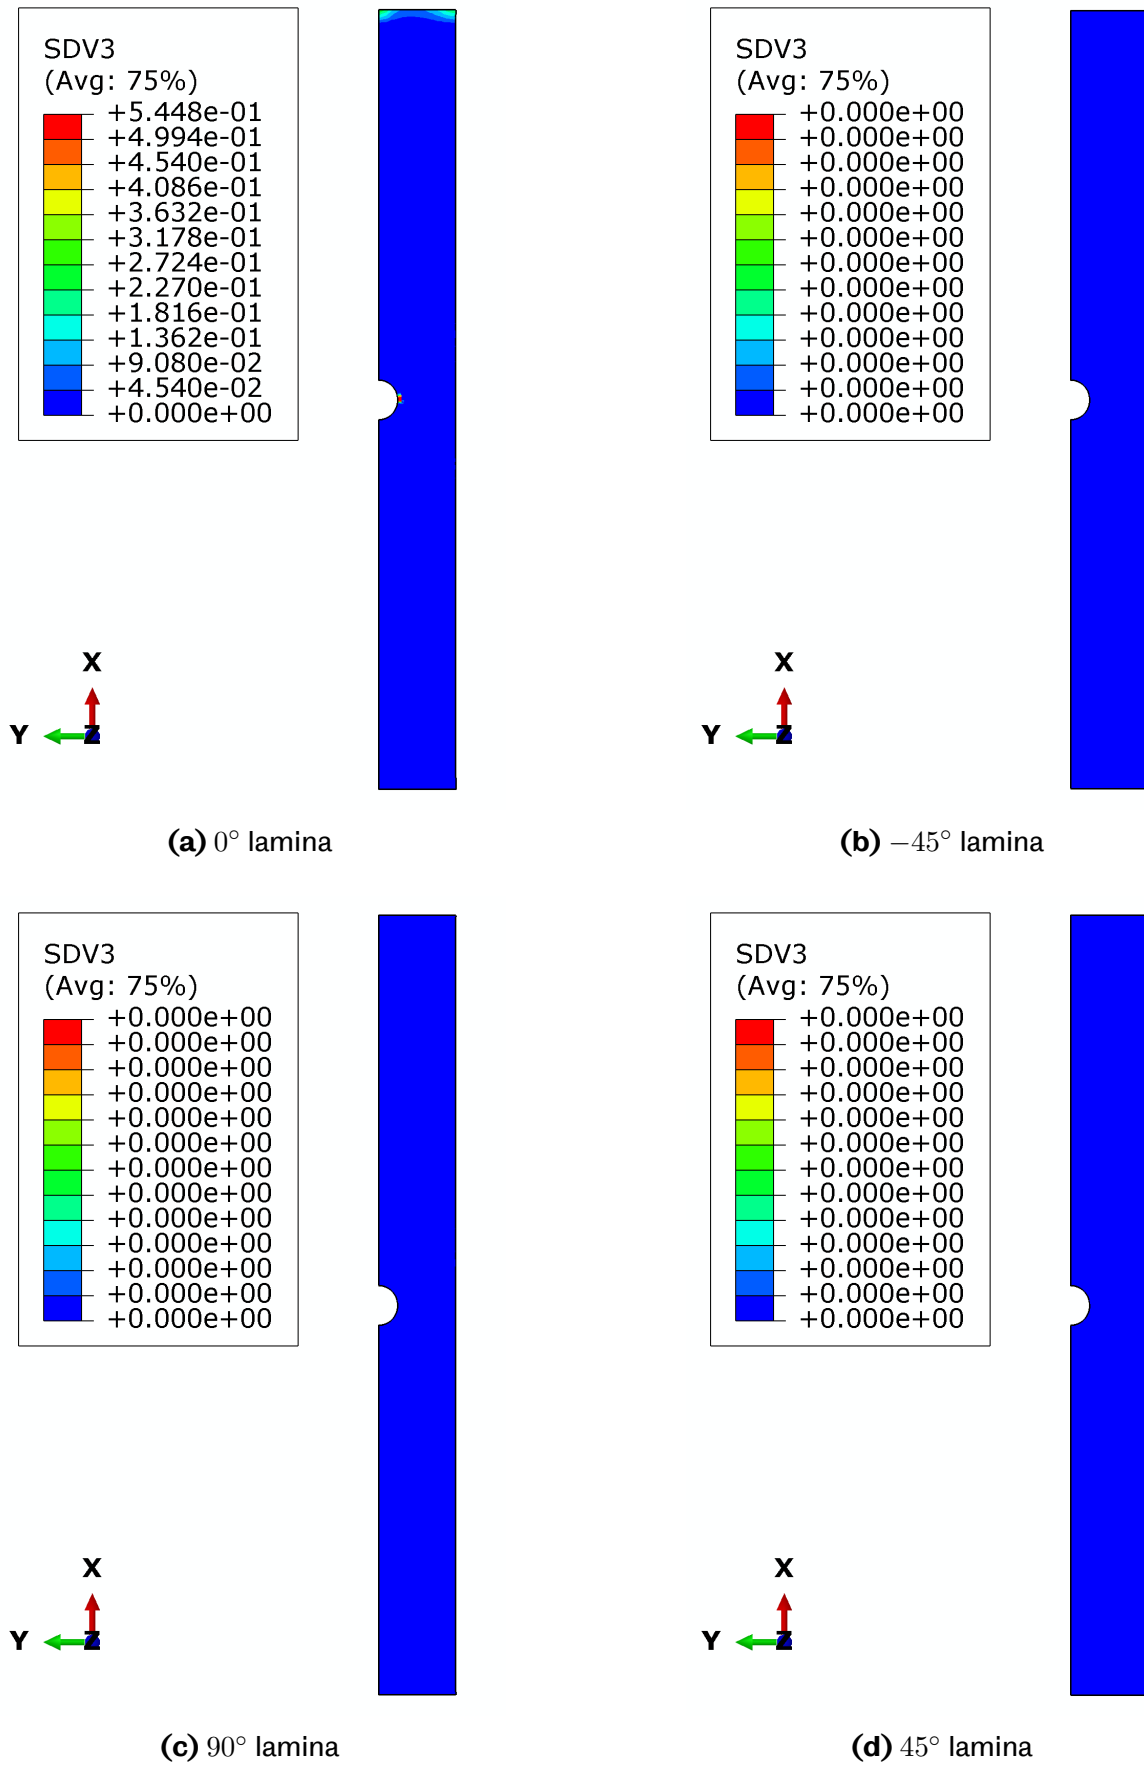 SDV3
(Avg: 75%)
+5.448e-01
+4.994e-01
+4.540e-01
+4.086e-01
+3.632e-01
+3.178e-01
+2.724e-01
+2.270e-01
+1.816e-01
+1.362e-01
+9.080e-02
+4.540e-02
+0.000e+00
X
Y
Z
(a) 0° lamina
SDV3
(Avg: 75%)
+0.000e+00
+0.000e+00
+0.000e+00
+0.000e+00
+0.000e+00
+0.000e+00
+0.000e+00
+0.000e+00
+0.000e+00
+0.000e+00
+0.000e+00
+0.000e+00
+0.000e+00
X
Y
Z
(b) −45° lamina
SDV3
(Avg: 75%)
+0.000e+00
+0.000e+00
+0.000e+00
+0.000e+00
+0.000e+00
+0.000e+00
+0.000e+00
+0.000e+00
+0.000e+00
+0.000e+00
+0.000e+00
+0.000e+00
+0.000e+00
X
Y
Z
(c) 90° lamina
SDV3
(Avg: 75%)
+0.000e+00
+0.000e+00
+0.000e+00
+0.000e+00
+0.000e+00
+0.000e+00
+0.000e+00
+0.000e+00
+0.000e+00
+0.000e+00
+0.000e+00
+0.000e+00
+0.000e+00
X
Y
Z
(d) 45° lamina